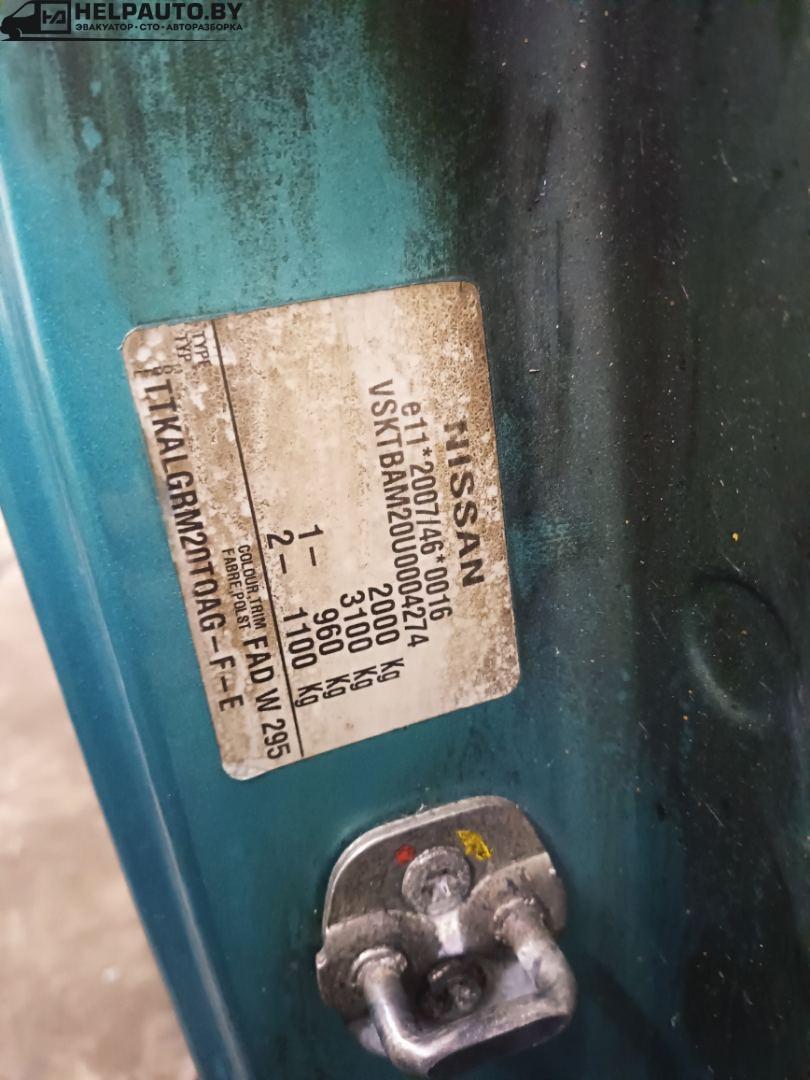 HELPAUTO.BY
ЭВАКУАТОР · СТО · АВТОРАЗБОРКА
NISSAN
e11*2007/46*0016
VSKTBAM20U0004274
2000 Kg
3100 Kg
1- 960 Kg
2- 1100 Kg
COLOUR,TRIM
FABRE,POLST. FAD W 295
TYPE
TYP TTKALGRM20TOAG-F-E